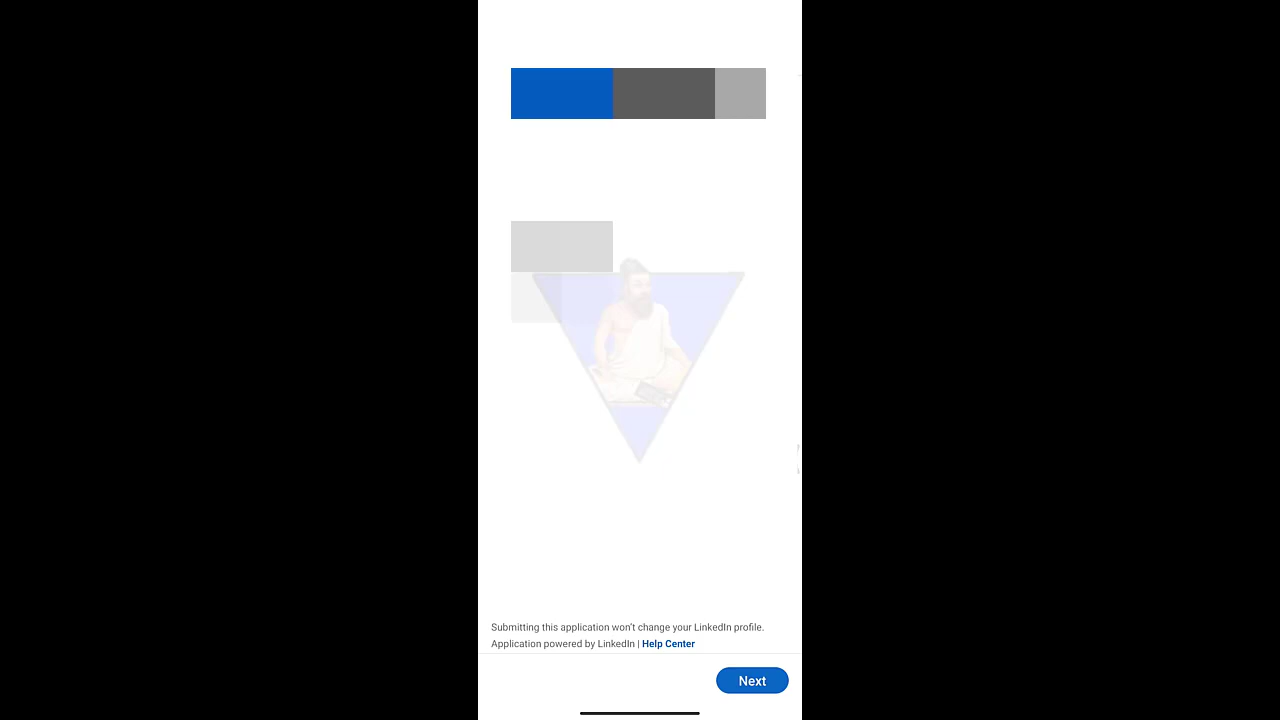 Submitting this application won't change your LinkedIn profile.
Application powered by LinkedIn | Help Center
Next